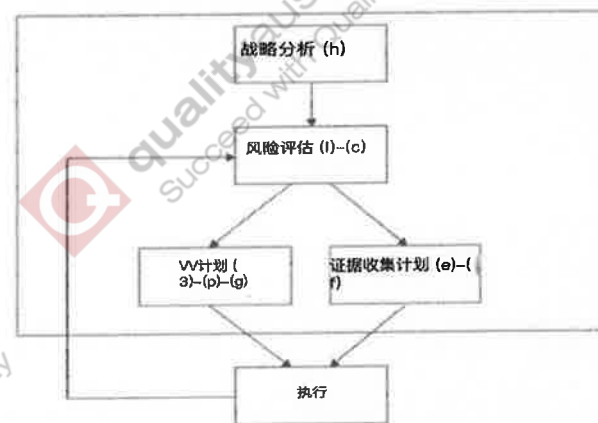 战略分析 (h)
风险评估 (l)-(c)
VV计划 (
3)-(p)-(g)
证据收集计划 (e)-(
f)
执行
qualityaus
Succeed with Quality